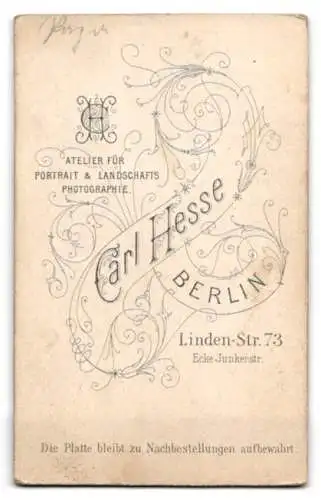 CH
ATELIER FÜR
PORTRAIT & LANDSCHAFTS
PHOTOGRAPHIE.
Carl Hesse
BERLIN
Linden-Str. 73
Ecke Junkerstr.
Die Platte bleibt zu Nachbestellungen aufbewahrt